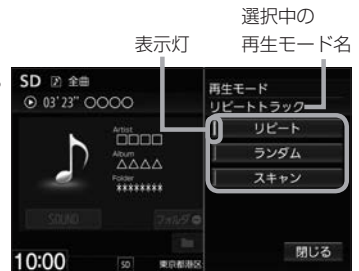 選択中の
表示灯 再生モード名
SD 全曲
03'23" ○○○○
再生モード
リピートトラック
リピート
ランダム
スキャン
Artist
□□□□
Album
△△△△
Folder
********
SOUND フォルダ
閉じる
10:00 SD 東京都港区